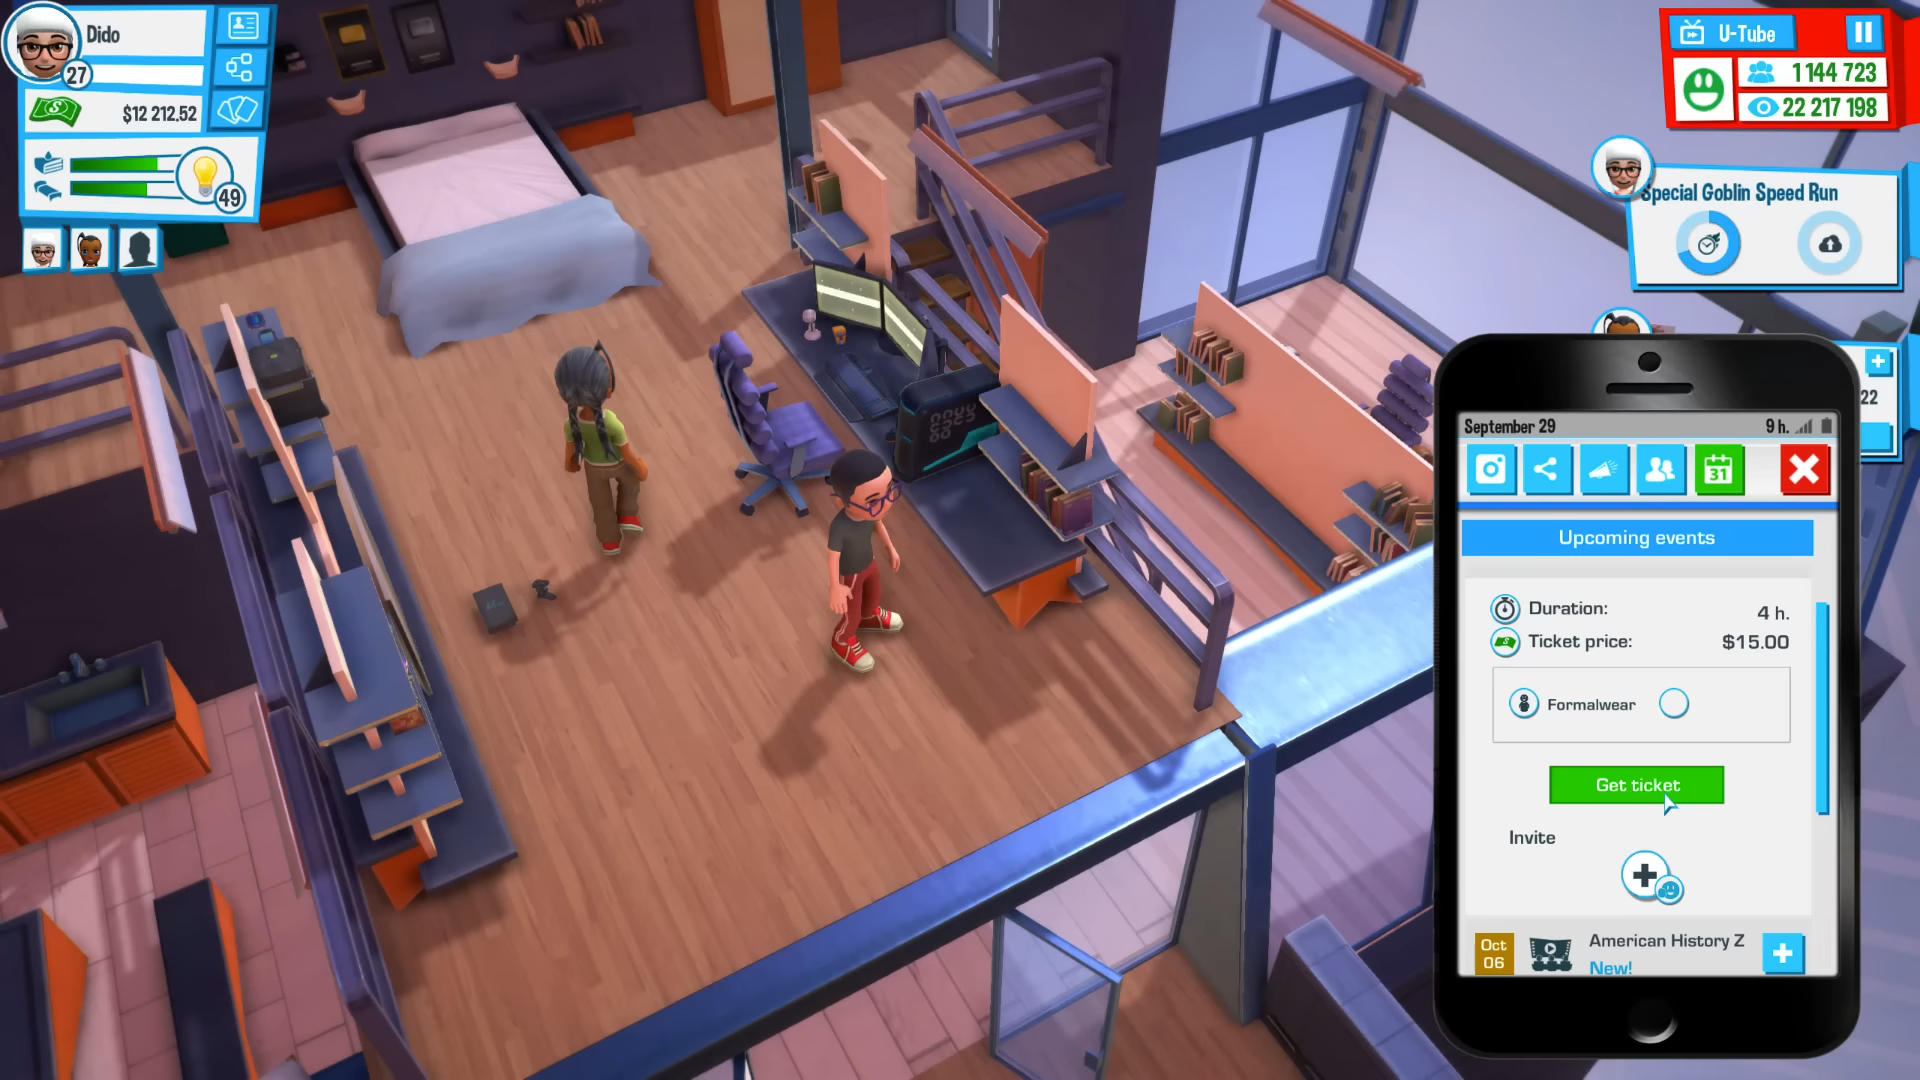 Dido
27
$12 212.52
49
U-Tube
1 144 723
22 217 198
Special Goblin Speed Run
22
September 29
9 h.
31
Upcoming events
Duration:
4 h.
Ticket price:
$15.00
Formalwear
Get ticket
Invite
Oct
06
American History Z
New!